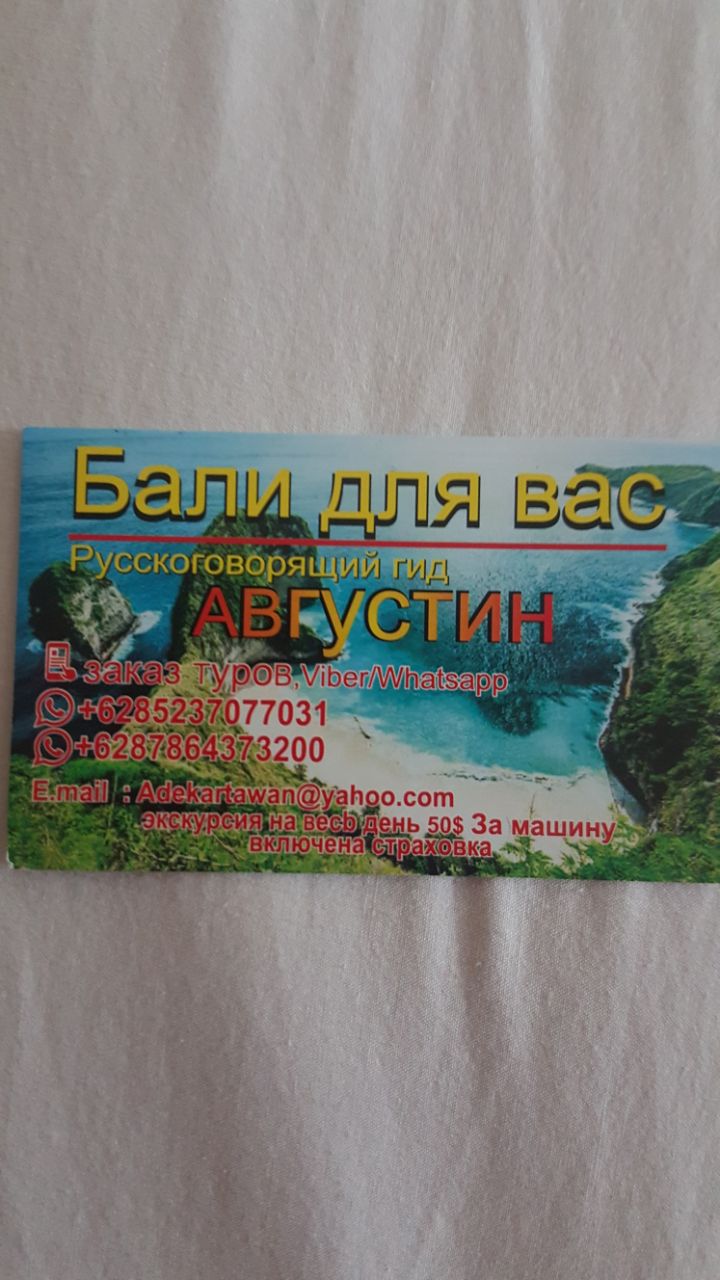 Бали для вас
Русскоговорящий гид
АВГУСТИН
заказ туров,Viber/Whatsapp
+6285237077031
+6287864373200
E.mail : Adekartawan@yahoo.com
экскурсия на весb день 50$ За машину
включена страховка